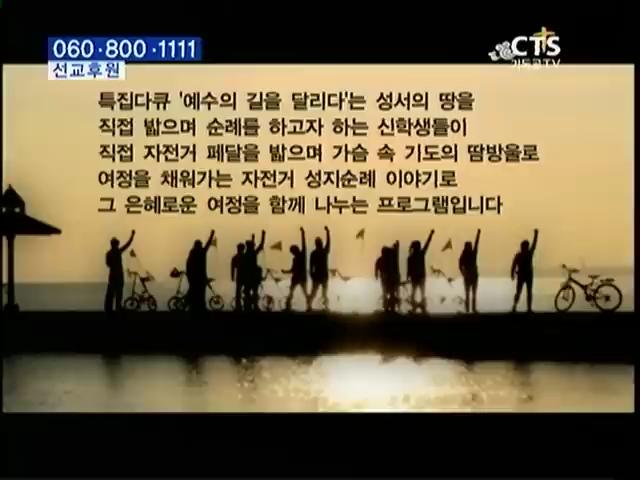 060·800·1111
선교후원
CTS
기독교TV
특집다큐 '예수의 길을 달리다'는 성서의 땅을
직접 밟으며 순례를 하고자 하는 신학생들이
직접 자전거 페달을 밟으며 가슴 속 기도의 땀방울로
여정을 채워가는 자전거 성지순례 이야기로
그 은혜로운 여정을 함께 나누는 프로그램입니다